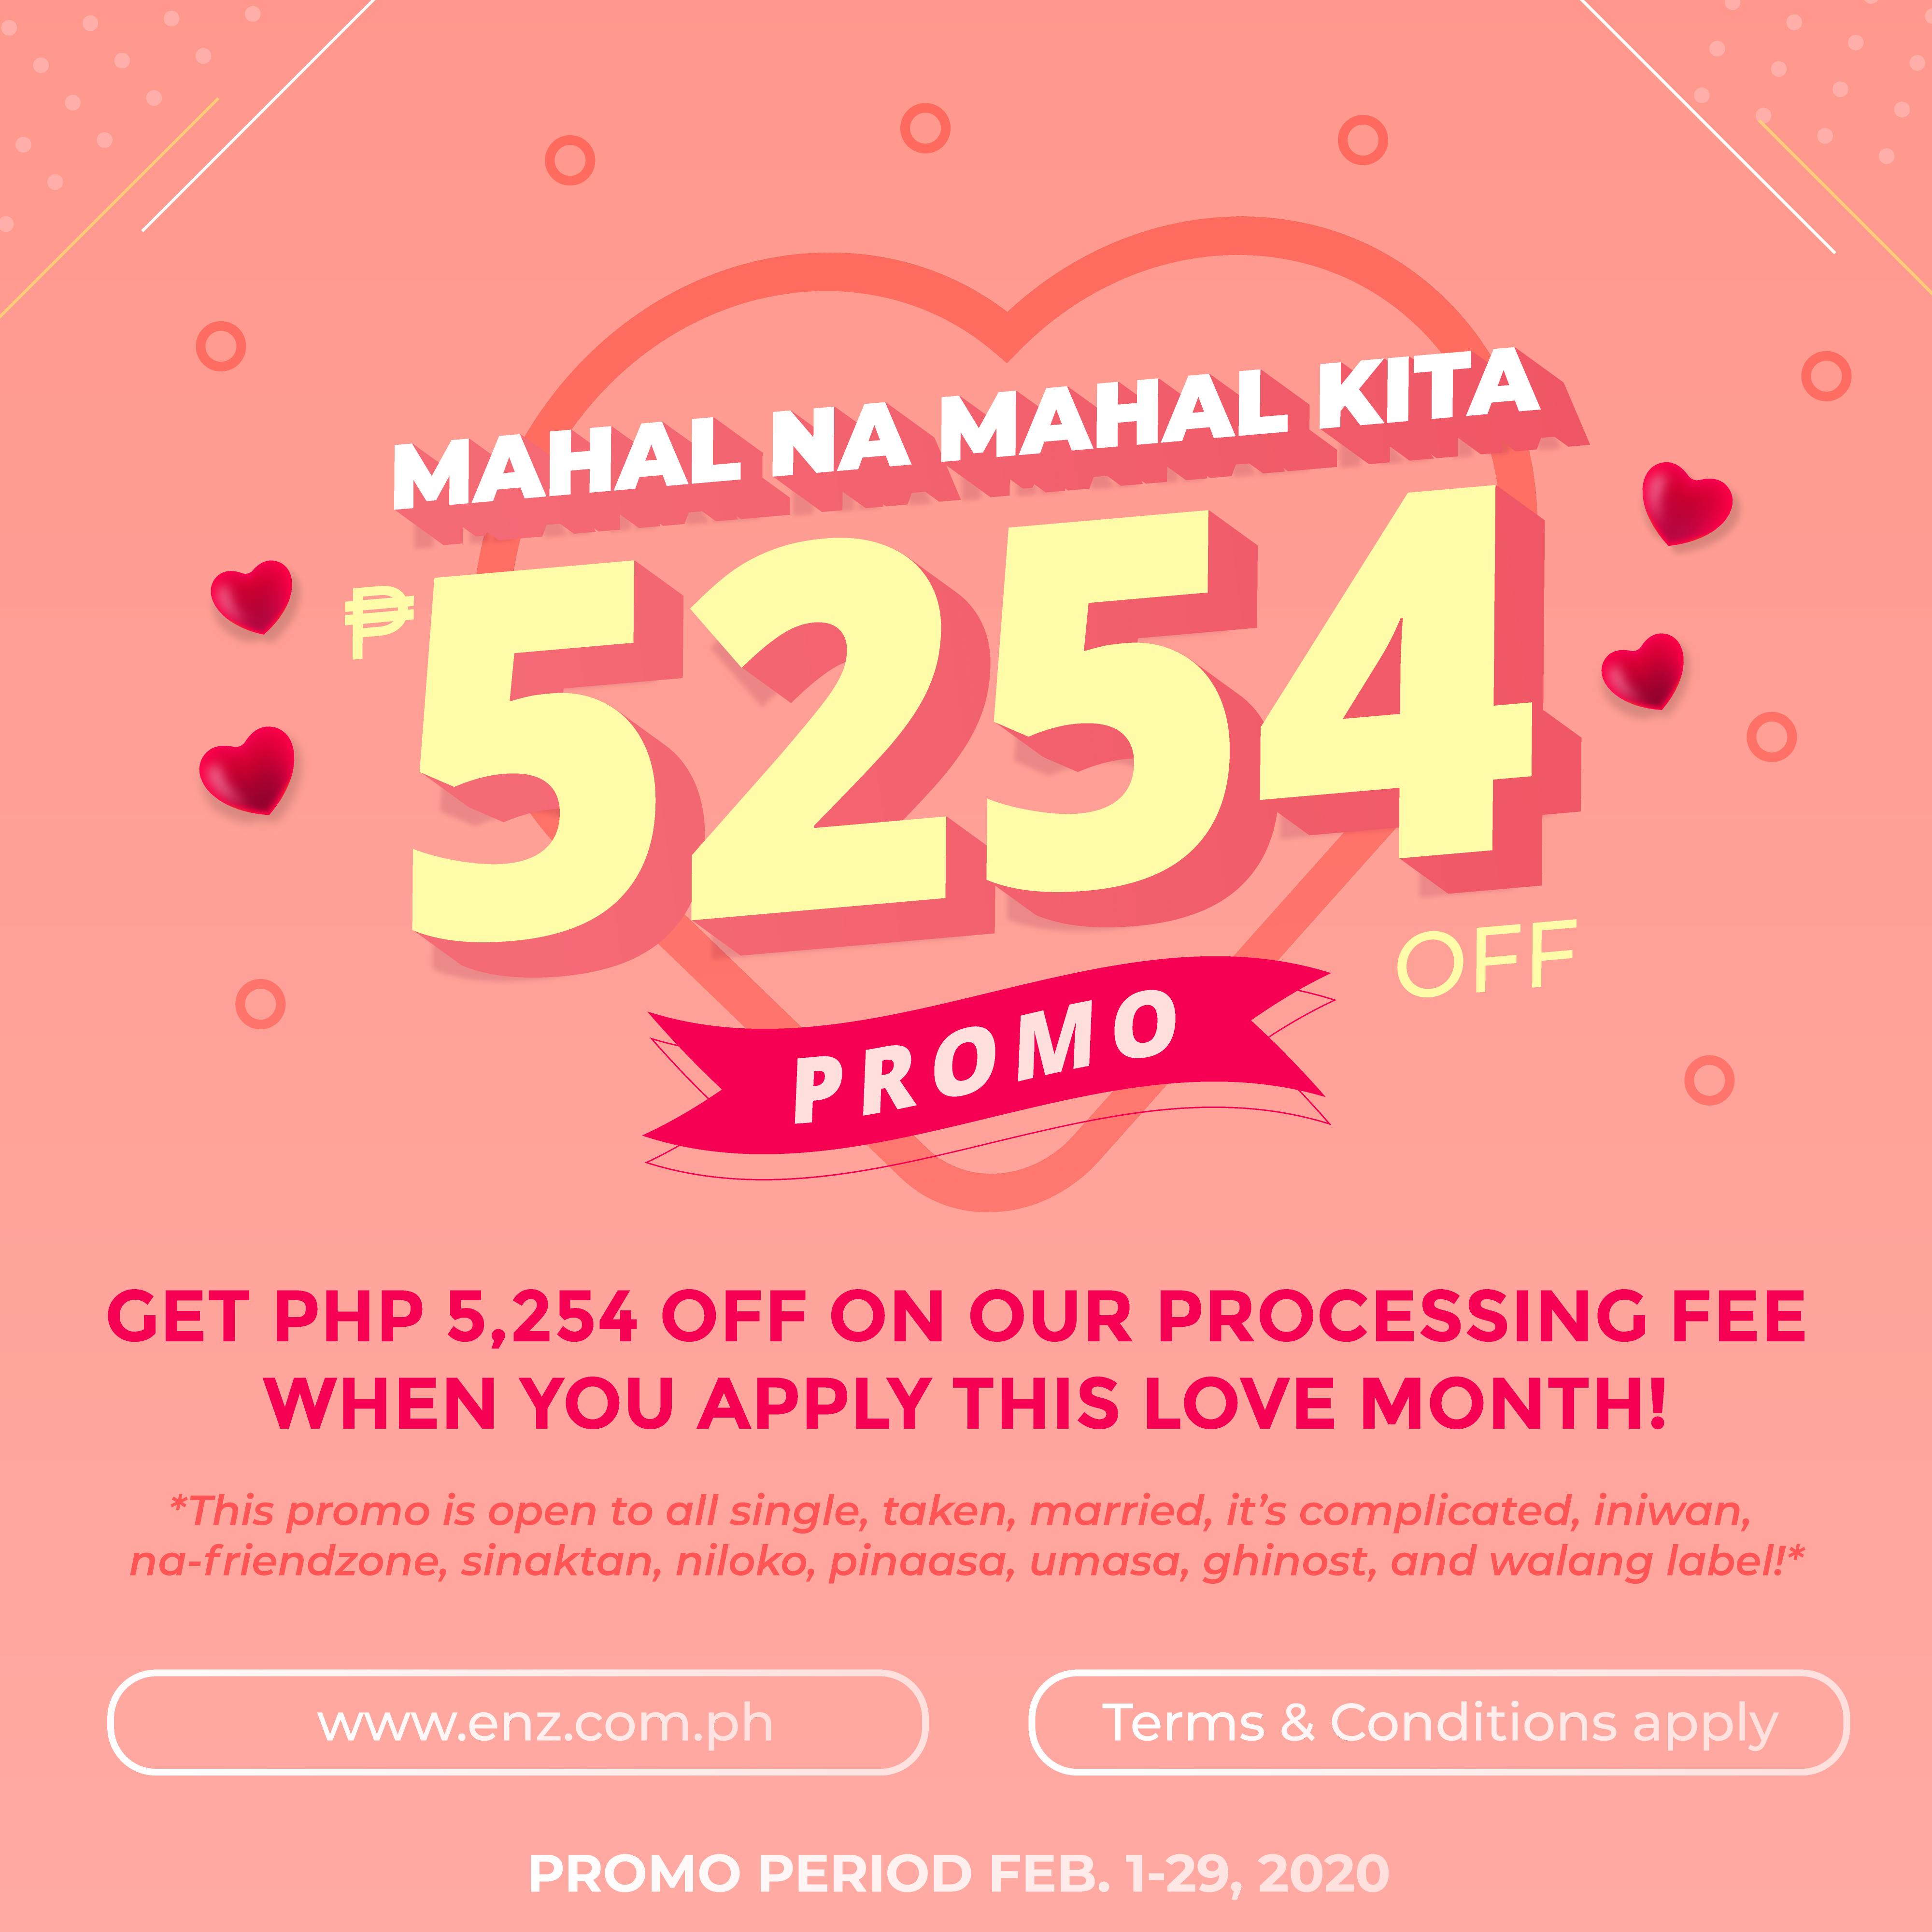 MAHAL NA MAHAL KITA
₱5254
OFF
PROMO
GET PHP 5,254 OFF ON OUR PROCESSING FEE
WHEN YOU APPLY THIS LOVE MONTH!
*This promo is open to all single, taken, married, it's complicated, iniwan,
na-friendzone, sinaktan, niloko, pinaasa, umasa, ghinost, and walang label!*
www.enz.com.ph
Terms & Conditions apply
PROMO PERIOD FEB. 1-29, 2020